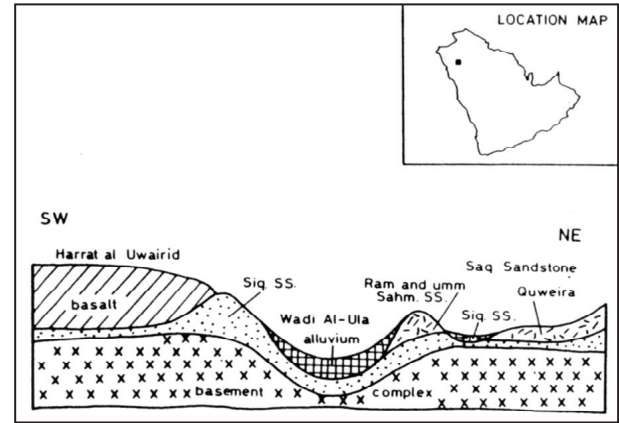 LOCATION MAP
SW
NE
Harrat al Uwairid
basalt
Siq. SS.
Wadi Al-Ula
alluvium
Ram and umm
Sahm. SS.
Saq Sandstone
Quweira
Siq. SS.
basement
complex